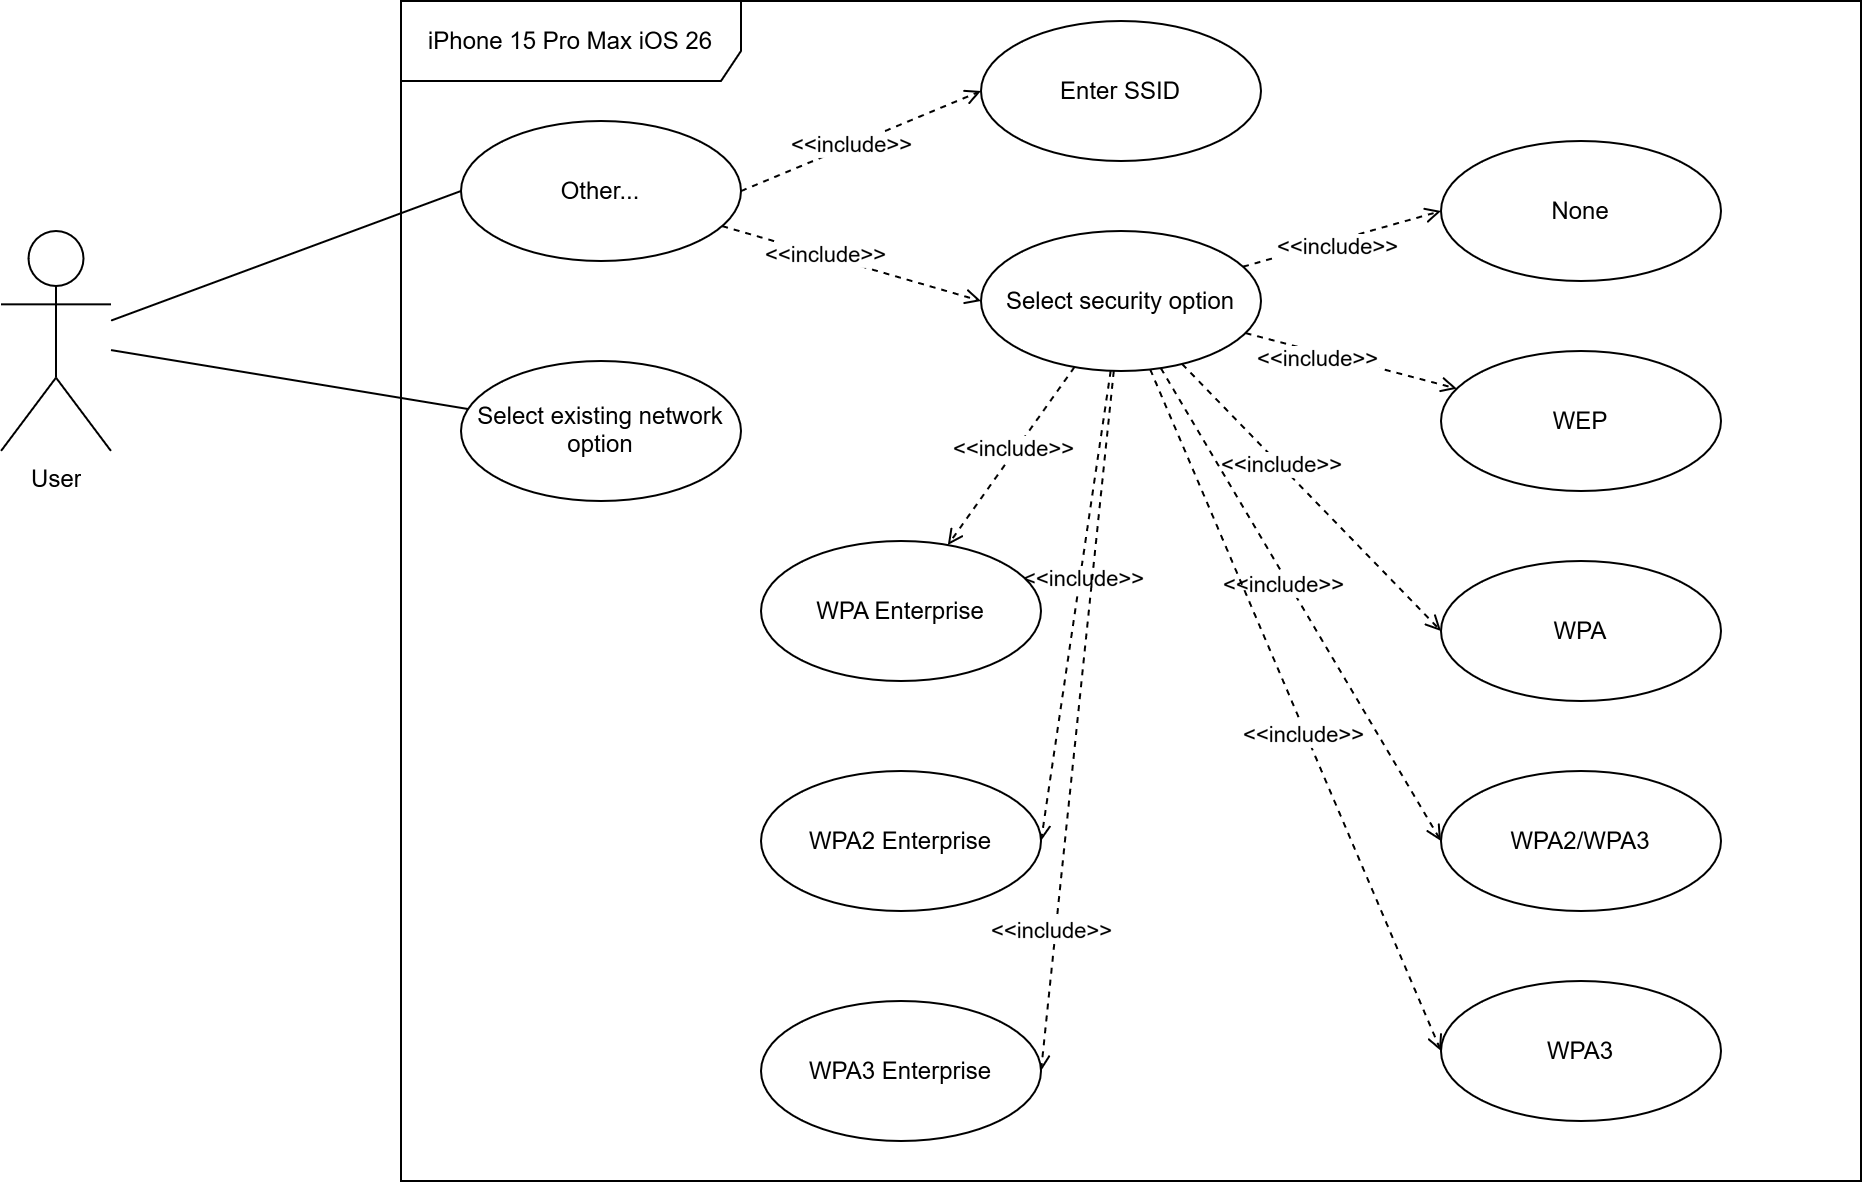 iPhone 15 Pro Max iOS 26
Enter SSID
<<include>>
Other...
None
<<include>>
<<include>>
Select security option
<<include>>
Select existing network
option
WEP
<<include>>
<<include>>
User
<<include>>
<<include>>
WPA Enterprise
WPA
<<include>>
<<include>>
WPA2 Enterprise
WPA2/WPA3
<<include>>
WPA3 Enterprise
WPA3